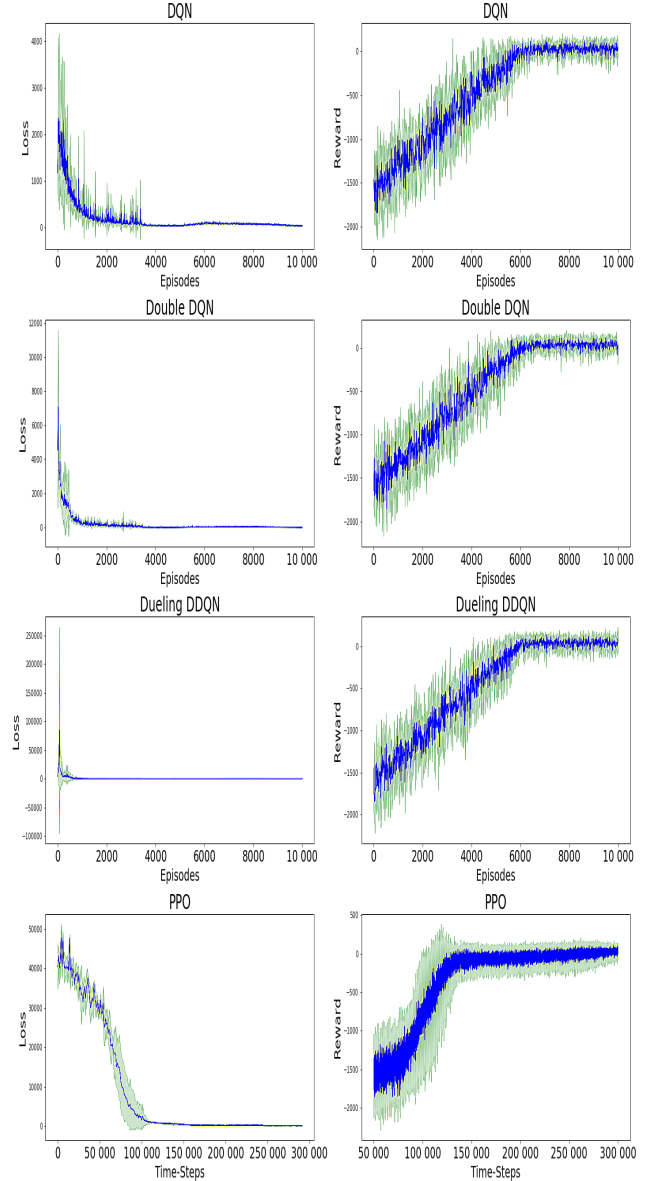 DQN
Loss
4000
3000
2000
1000
0
0 2000 4000 6000 8000 10 000
Episodes
DQN
Reward
0
−500
−1000
−1500
−2000
0 2000 4000 6000 8000 10 000
Episodes
Double DQN
Loss
12000
10000
8000
6000
4000
2000
0
0 2000 4000 6000 8000 10 000
Episodes
Double DQN
Reward
0
−500
−1000
−1500
−2000
0 2000 4000 6000 8000 10 000
Episodes
Dueling DDQN
Loss
250000
200000
150000
100000
50000
0
−50000
−100000
0 2000 4000 6000 8000 10 000
Episodes
Dueling DDQN
Reward
0
−500
−1000
−1500
−2000
0 2000 4000 6000 8000 10 000
Episodes
PPO
Loss
50000
40000
30000
20000
10000
0
0 50 000 100 000 150 000 200 000 250 000 300 000
Time-Steps
PPO
Reward
500
0
−500
−1000
−1500
−2000
50 000 100 000 150 000 200 000 250 000 300 000
Time-Steps